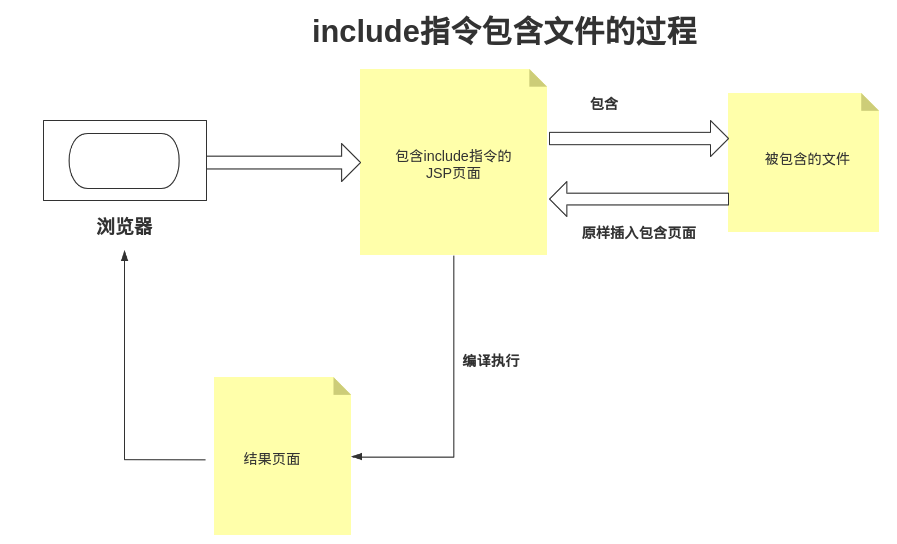 include指令包含文件的过程
包含
包含include指令的
JSP页面
被包含的文件
浏览器
原样插入包含页面
编译执行
结果页面